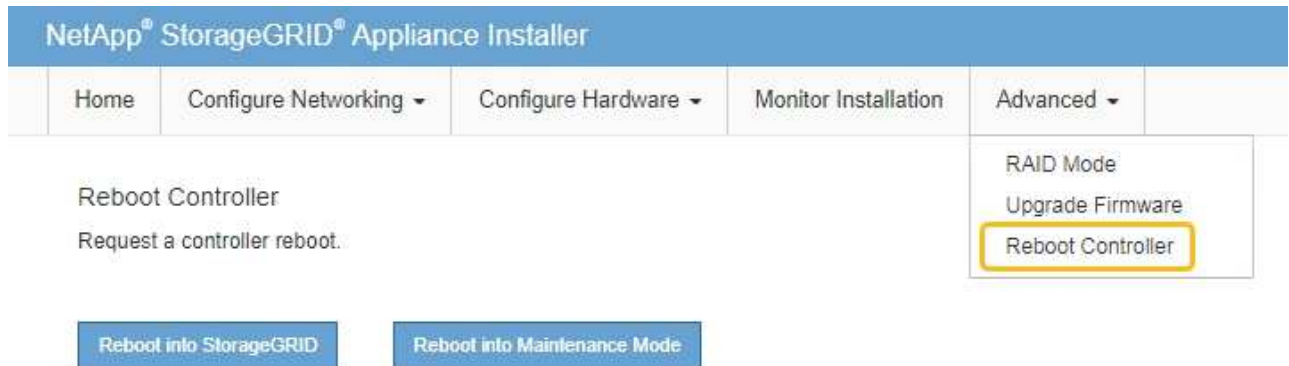 NetApp® StorageGRID® Appliance Installer
Home Configure Networking Configure Hardware Monitor Installation Advanced
RAID Mode
Upgrade Firmware
Reboot Controller
Reboot Controller
Request a controller reboot.
Reboot into StorageGRID Reboot into Maintenance Mode